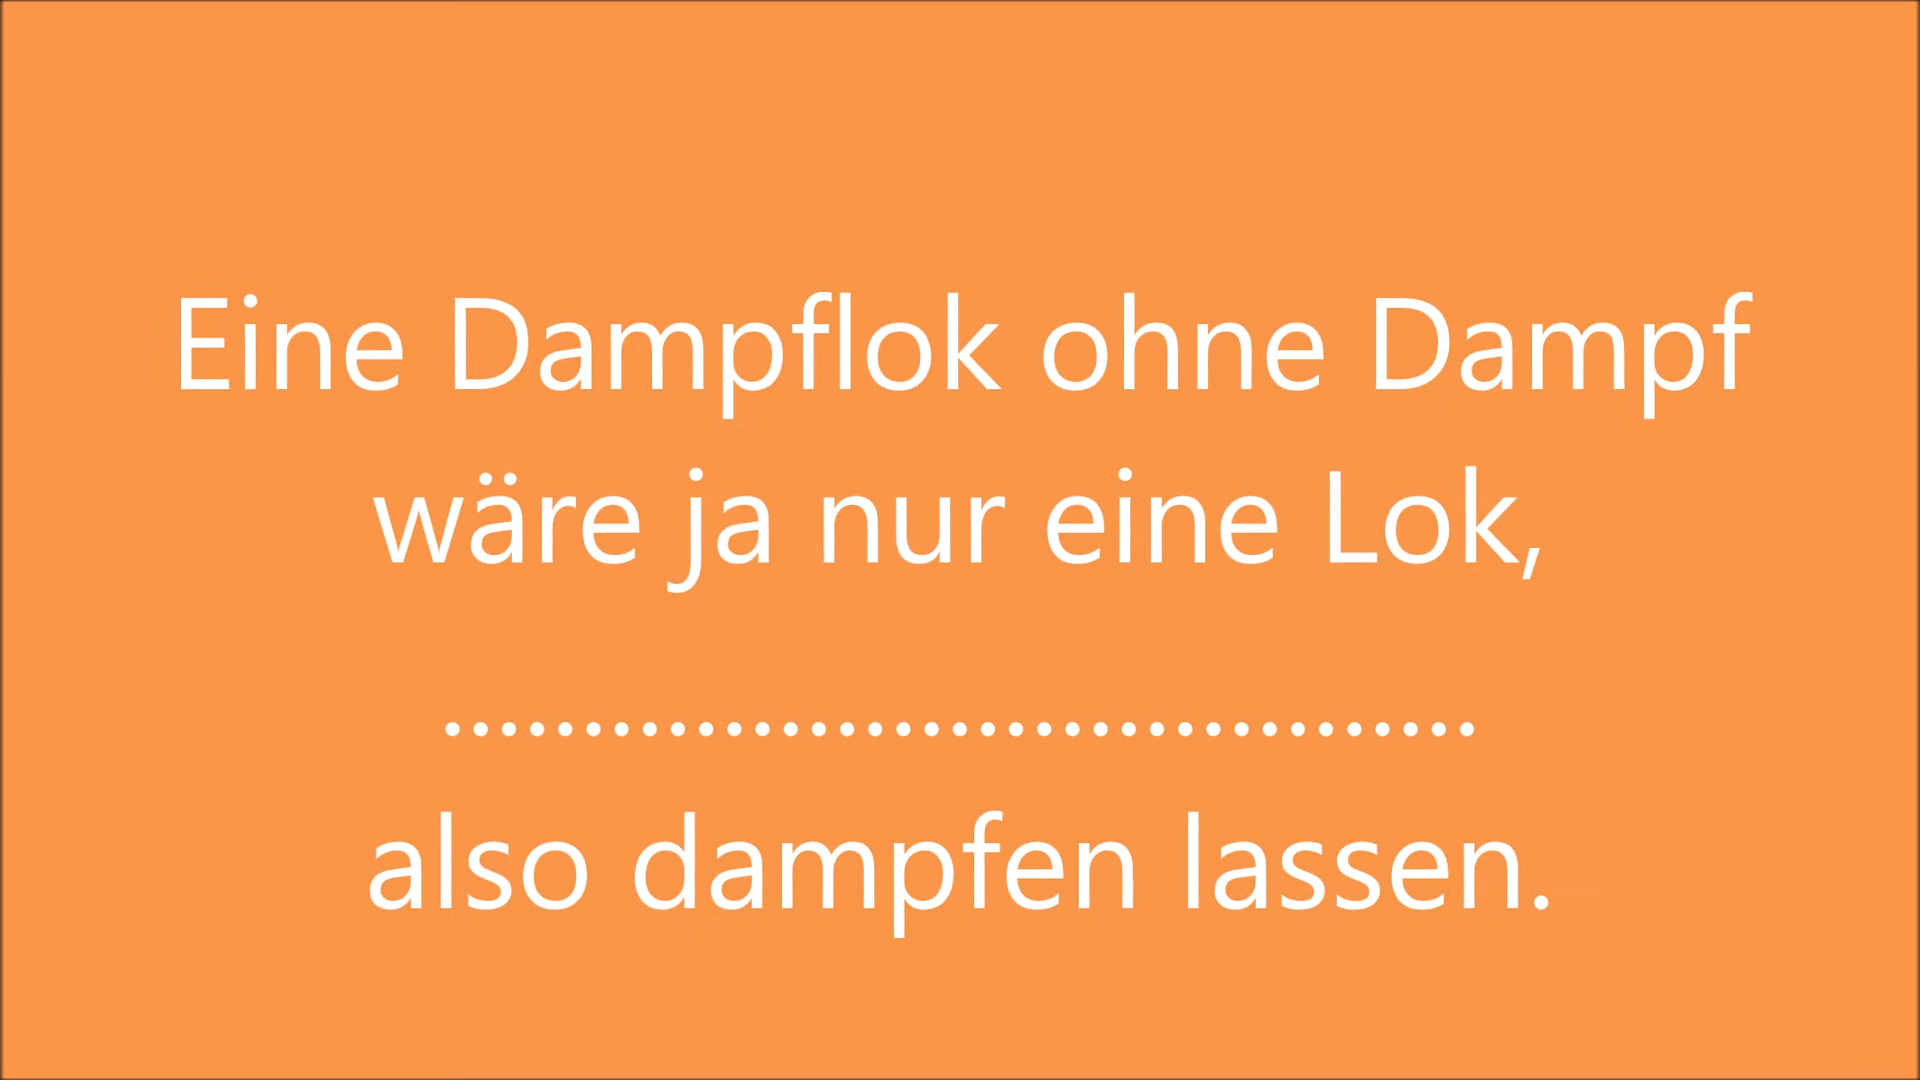 Eine Dampflok ohne Dampf
wäre ja nur eine Lok,
.....................................
also dampfen lassen.